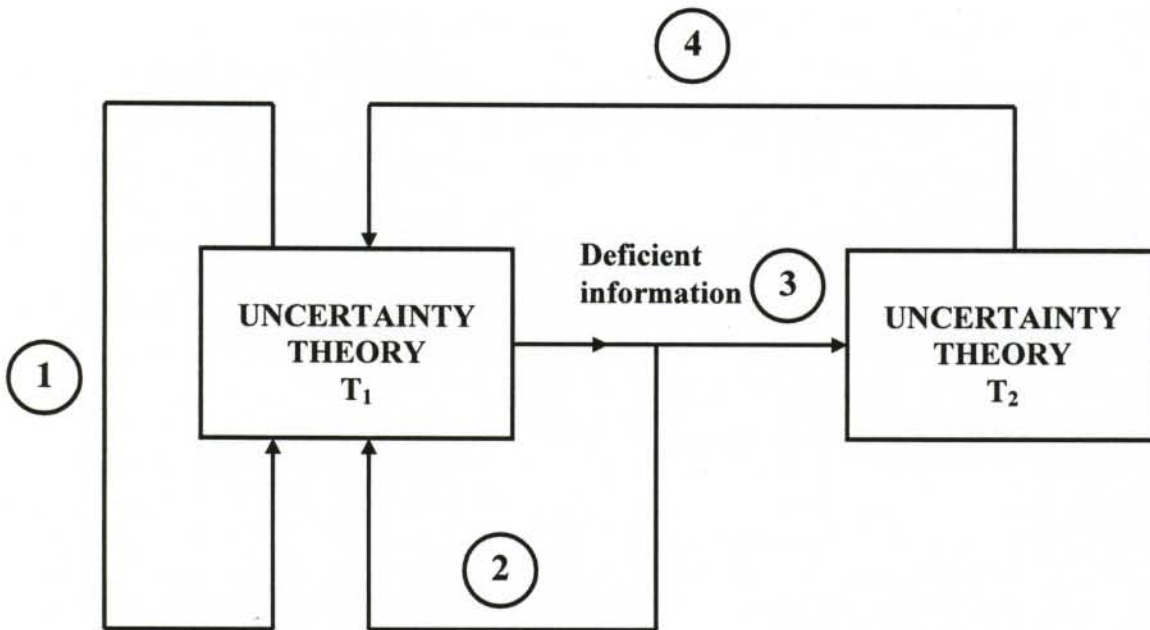 4
Deficient
information
3
UNCERTAINTY
THEORY
T₁
UNCERTAINTY
THEORY
T₂
1
2